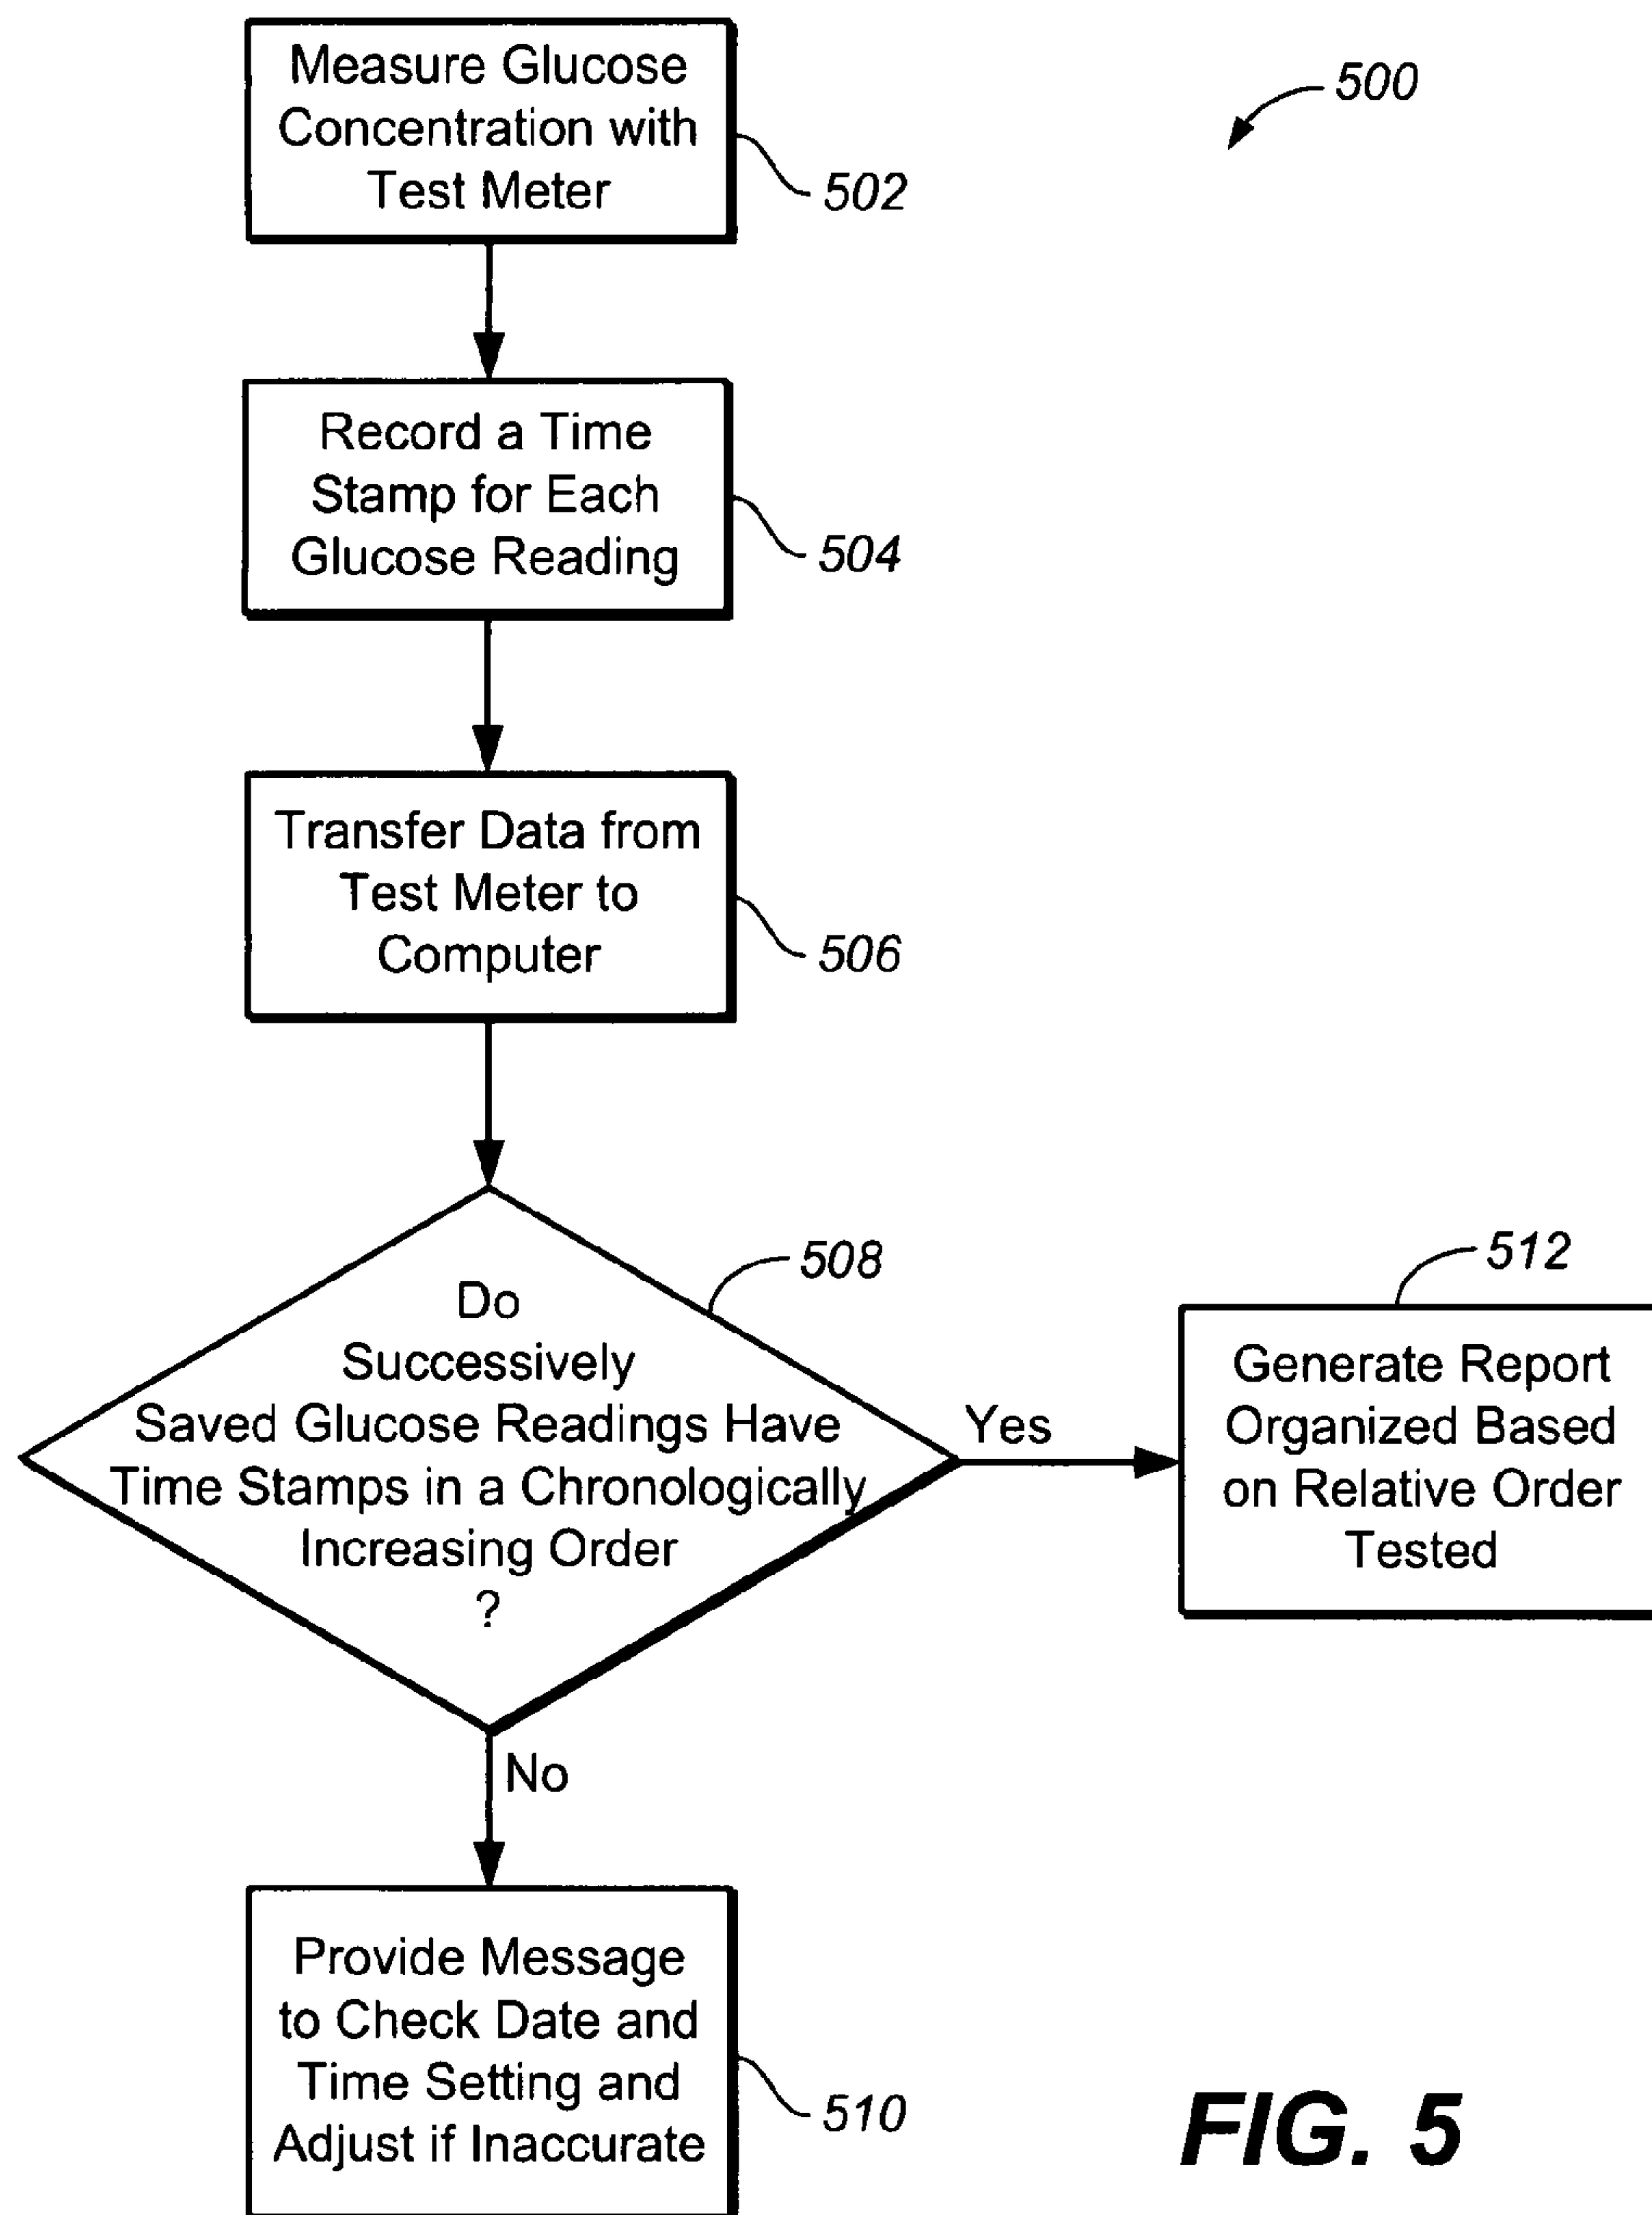 Measure Glucose
Concentration with
Test Meter
502
500
Record a Time
Stamp for Each
Glucose Reading
504
Transfer Data from
Test Meter to
Computer
506
Do
Successively
Saved Glucose Readings Have
Time Stamps in a Chronologically
Increasing Order
?
508
Yes
512
Generate Report
Organized Based
on Relative Order
Tested
No
Provide Message
to Check Date and
Time Setting and
Adjust if Inaccurate
510
FIG. 5